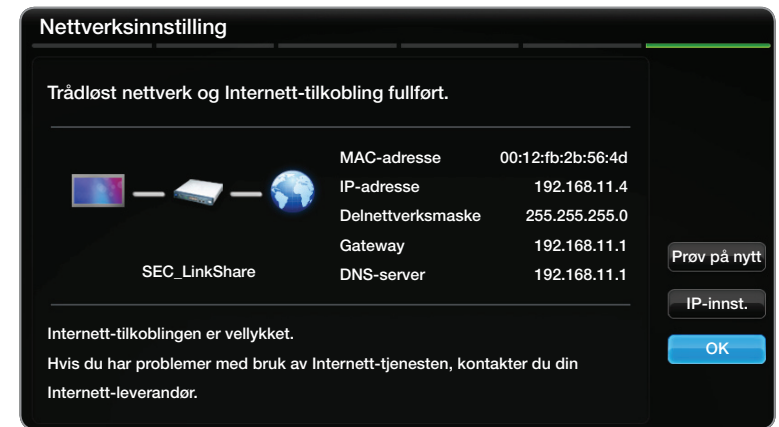 Nettverksinnstilling
Trådløst nettverk og Internett-tilkobling fullført.
MAC-adresse 00:12:fb:2b:56:4d
IP-adresse 192.168.11.4
Delnettverksmaske 255.255.255.0
Gateway 192.168.11.1
DNS-server 192.168.11.1
SEC_LinkShare
Internett-tilkoblingen er vellykket.
Hvis du har problemer med bruk av Internett-tjenesten, kontakter du din
Internett-leverandør.
Prøv på nytt
IP-innst.
OK